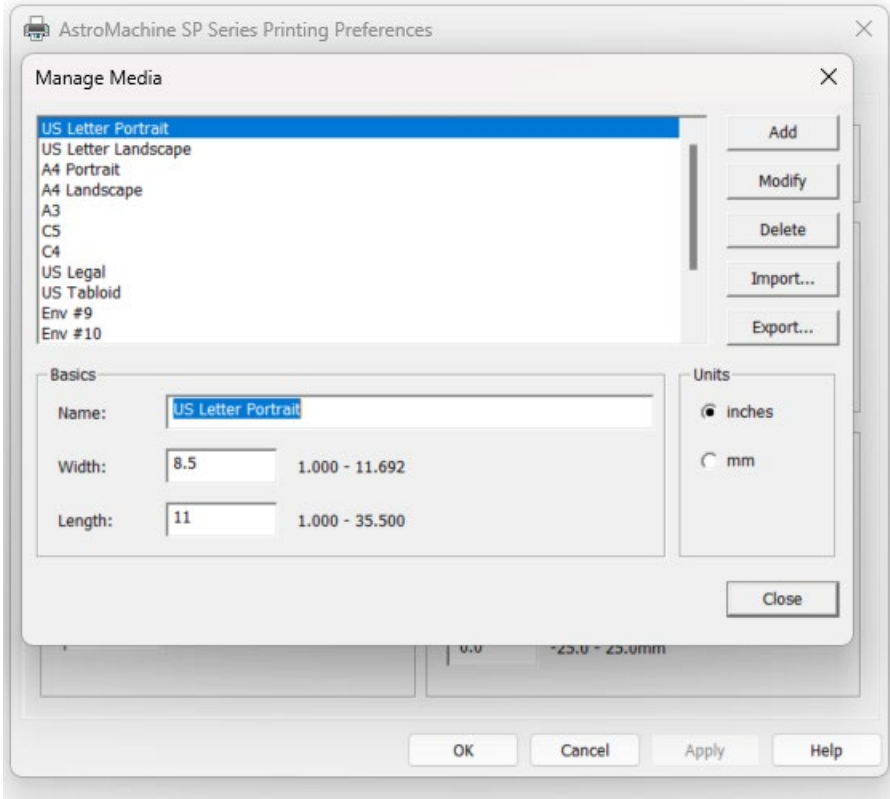 AstroMachine SP Series Printing Preferences
Manage Media
US Letter Portrait
US Letter Landscape
A4 Portrait
A4 Landscape
A3
C5
C4
US Legal
US Tabloid
Env #9
Env #10
Add
Modify
Delete
Import...
Export...
Basics
Name: US Letter Portrait
Width: 8.5 1.000 - 11.692
Length: 11 1.000 - 35.500
Units
inches
mm
Close
0.0 -25.0 - 25.0mm
OK Cancel Apply Help